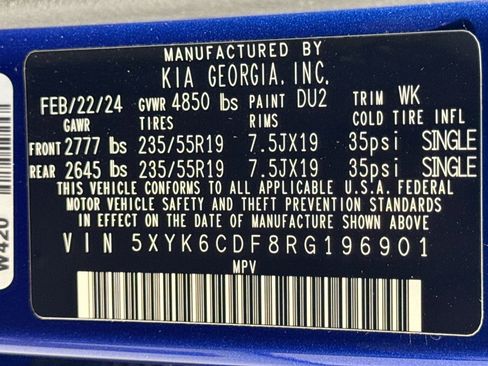 MANUFACTURED BY
KIA GEORGIA, INC.
FEB/22/24 GVWR 4850 lbs PAINT DU2 TRIM WK
GAWR TIRES RIMS COLD TIRE INFL
FRONT 2777 lbs 235/55R19 7.5JX19 35psi SINGLE
REAR 2645 lbs 235/55R19 7.5JX19 35psi SINGLE
THIS VEHICLE CONFORMS TO ALL APPLICABLE U.S.A. FEDERAL
MOTOR VEHICLE SAFETY AND THEFT PREVENTION STANDARDS
IN EFFECT ON THE DATE OF MANUFACTURE SHOWN ABOVE.
VIN 5XYK6CDF8RG196901
MPV
W420